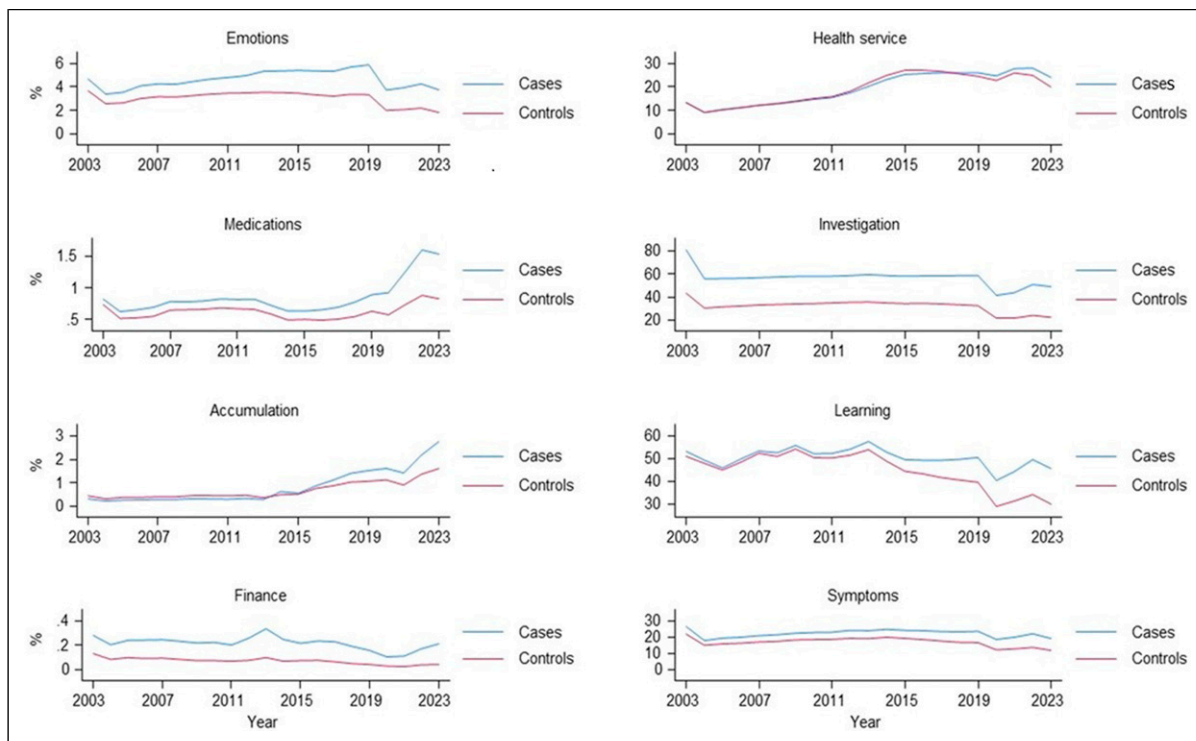 Emotions
%
6
4
2
0
2003 2007 2011 2015 2019 2023
Cases
Controls
Health service
30
20
10
0
2003 2007 2011 2015 2019 2023
Cases
Controls
Medications
%
1.5
1
.5
2003 2007 2011 2015 2019 2023
Cases
Controls
Investigation
80
60
40
20
2003 2007 2011 2015 2019 2023
Cases
Controls
Accumulation
%
3
2
1
0
2003 2007 2011 2015 2019 2023
Cases
Controls
Learning
60
50
40
30
2003 2007 2011 2015 2019 2023
Cases
Controls
Finance
%
.4
.2
0
2003 2007 2011 2015 2019 2023
Year
Cases
Controls
Symptoms
30
20
10
0
2003 2007 2011 2015 2019 2023
Year
Cases
Controls